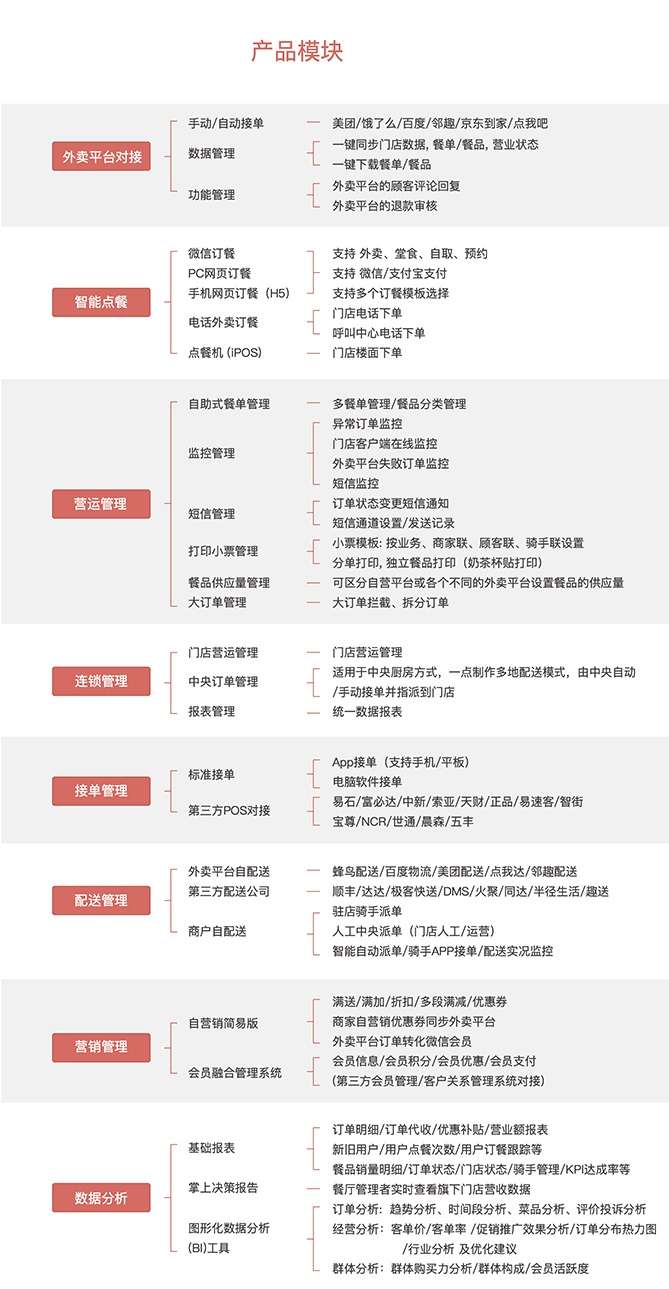 产品模块
外卖平台对接
手动/自动接单
美团/饿了么/百度/邻趣/京东到家/点我吧
数据管理
一键同步门店数据, 餐单/餐品, 营业状态
一键下载餐单/餐品
功能管理
外卖平台的顾客评论回复
外卖平台的退款审核
智能点餐
微信订餐
PC网页订餐
手机网页订餐（H5）
支持 外卖、堂食、自取、预约
支持 微信/支付宝支付
支持多个订餐模板选择
电话外卖订餐
门店电话下单
呼叫中心电话下单
点餐机 (iPOS)
门店楼面下单
营运管理
自助式餐单管理
多餐单管理/餐品分类管理
监控管理
异常订单监控
门店客户端在线监控
外卖平台失败订单监控
短信监控
短信管理
订单状态变更短信通知
短信通道设置/发送记录
打印小票管理
小票模板: 按业务、商家联、顾客联、骑手联设置
分单打印, 独立餐品打印（奶茶杯贴打印）
餐品供应量管理
可区分自营平台或各个不同的外卖平台设置餐品的供应量
大订单管理
大订单拦截、拆分订单
连锁管理
门店营运管理
门店营运管理
中央订单管理
适用于中央厨房方式，一点制作多地配送模式，由中央自动
/手动接单并指派到门店
报表管理
统一数据报表
接单管理
标准接单
App接单（支持手机/平板）
电脑软件接单
第三方POS对接
易石/富必达/中新/索亚/天财/正品/易速客/智街
宝尊/NCR/世通/晨森/五丰
配送管理
外卖平台自配送
蜂鸟配送/百度物流/美团配送/点我达/邻趣配送
第三方配送公司
顺丰/达达/极客快送/DMS/火聚/同达/半径生活/趣送
商户自配送
驻店骑手派单
人工中央派单（门店人工/运营）
智能自动派单/骑手APP接单/配送实况监控
营销管理
自营销简易版
满送/满加/折扣/多段满减/优惠券
商家自营销优惠券同步外卖平台
外卖平台订单转化微信会员
会员融合管理系统
会员信息/会员积分/会员优惠/会员支付
(第三方会员管理/客户关系管理系统对接)
数据分析
基础报表
订单明细/订单代收/优惠补贴/营业额报表
新旧用户/用户点餐次数/用户订餐跟踪等
餐品销量明细/订单状态/门店状态/骑手管理/KPI达成率等
掌上决策报告
餐厅管理者实时查看旗下门店营收数据
图形化数据分析
(BI)工具
订单分析：趋势分析、时间段分析、菜品分析、评价投诉分析
经营分析：客单价/客单率 /促销推广效果分析/订单分布热力图
/行业分析 及优化建议
群体分析：群体购买力分析/群体构成/会员活跃度